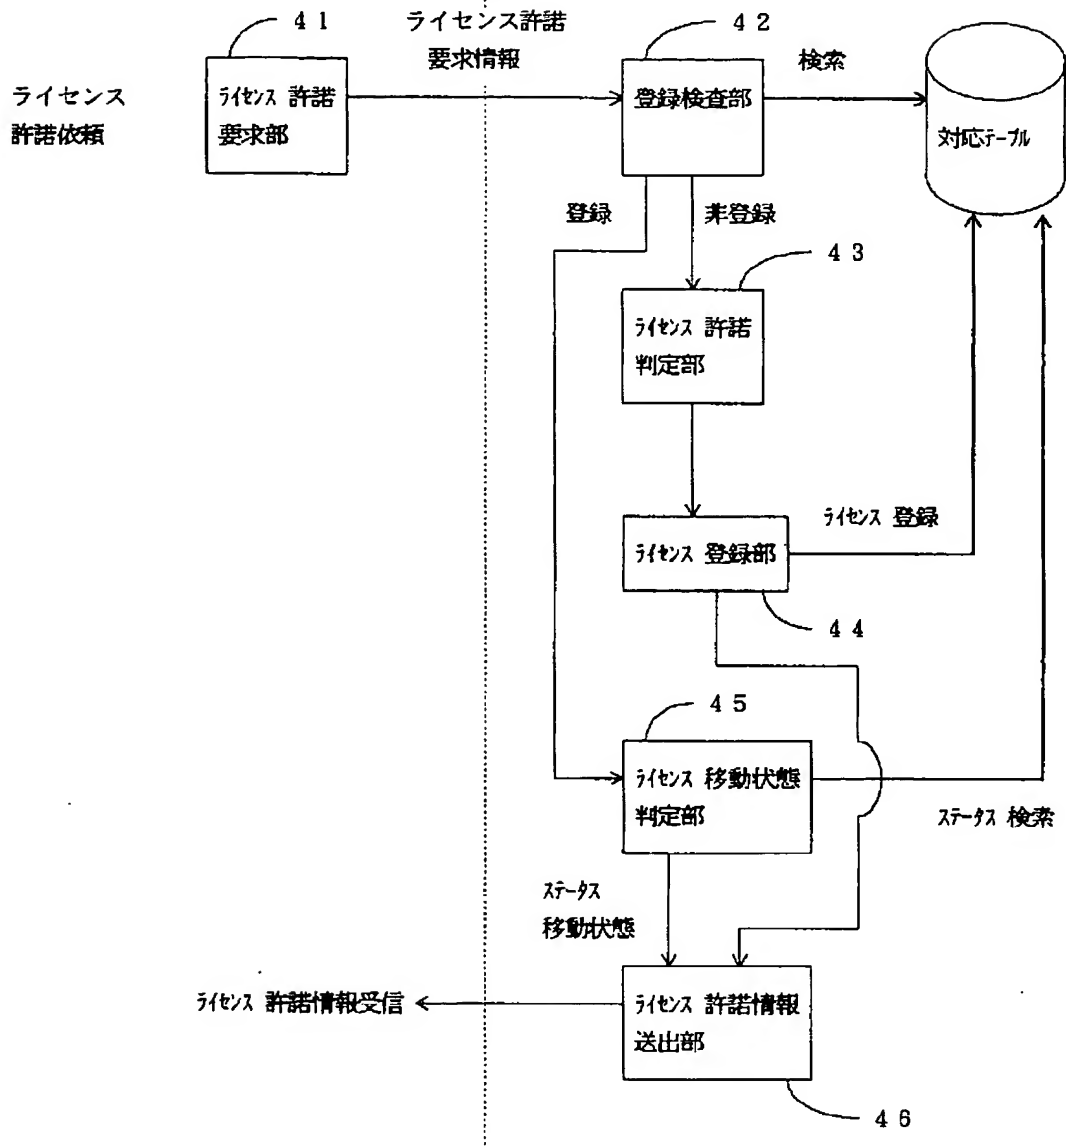 41
ライセンス許諾
要求情報
42
検索
ライセンス
許諾依頼
ﾗｲｾﾝｽ 許諾
要求部
登録検査部
対応ﾃｰﾌﾞﾙ
登録
非登録
43
ﾗｲｾﾝｽ 許諾
判定部
ﾗｲｾﾝｽ 登録
ﾗｲｾﾝｽ 登録部
44
45
ﾗｲｾﾝｽ 移動状態
判定部
ｽﾃｰﾀｽ 検索
ｽﾃｰﾀｽ
移動状態
ﾗｲｾﾝｽ 許諾情報受信
ﾗｲｾﾝｽ 許諾情報
送出部
46